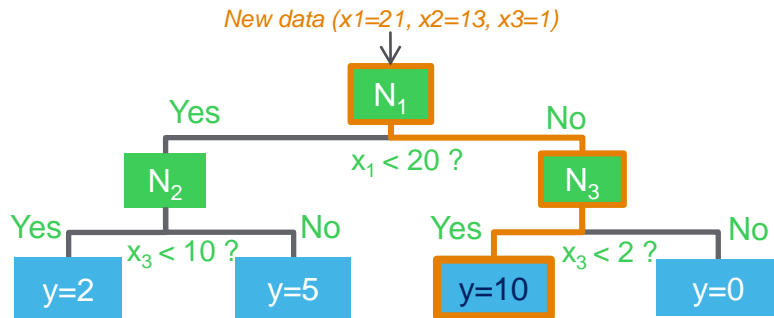 New data (x1=21, x2=13, x3=1)
N₁
Yes
No
x₁ < 20 ?
N₂
N₃
Yes
No
Yes
No
x₃ < 10 ?
x₃ < 2 ?
y=2
y=5
y=10
y=0